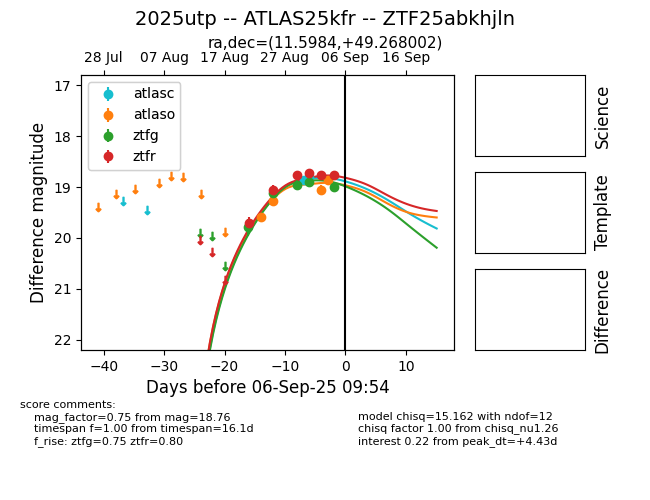 2025utp -- ATLAS25kfr -- ZTF25abkhjln
ra,dec=(11.5984,+49.268002)
28 Jul 07 Aug 17 Aug 27 Aug 06 Sep 16 Sep
atlasc
atlaso
ztfg
ztfr
17
18
19
20
21
22
Difference magnitude
−40 −30 −20 −10 0 10
Days before 06-Sep-25 09:54
Science
Template
Difference
score comments:
mag_factor=0.75 from mag=18.76
timespan f=1.00 from timespan=16.1d
f_rise: ztfg=0.75 ztfr=0.80
model chisq=15.162 with ndof=12
chisq factor 1.00 from chisq_nu1.26
interest 0.22 from peak_dt=+4.43d